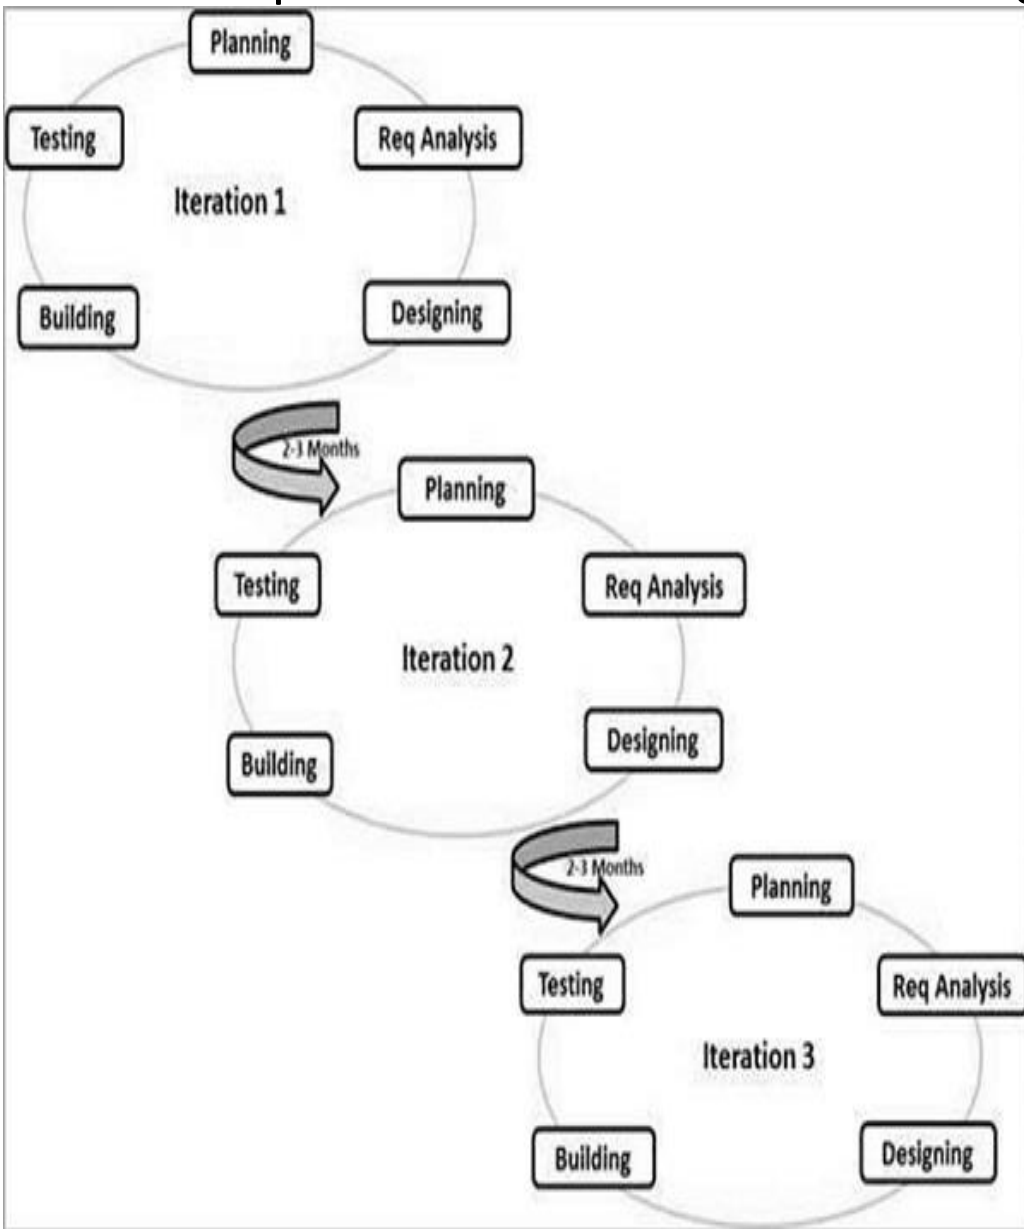 Planning
Testing
Req Analysis
Iteration 1
Building
Designing
2-3 Months
Planning
Testing
Req Analysis
Iteration 2
Designing
Building
2-3 Months
Planning
Testing
Req Analysis
Iteration 3
Building
Designing